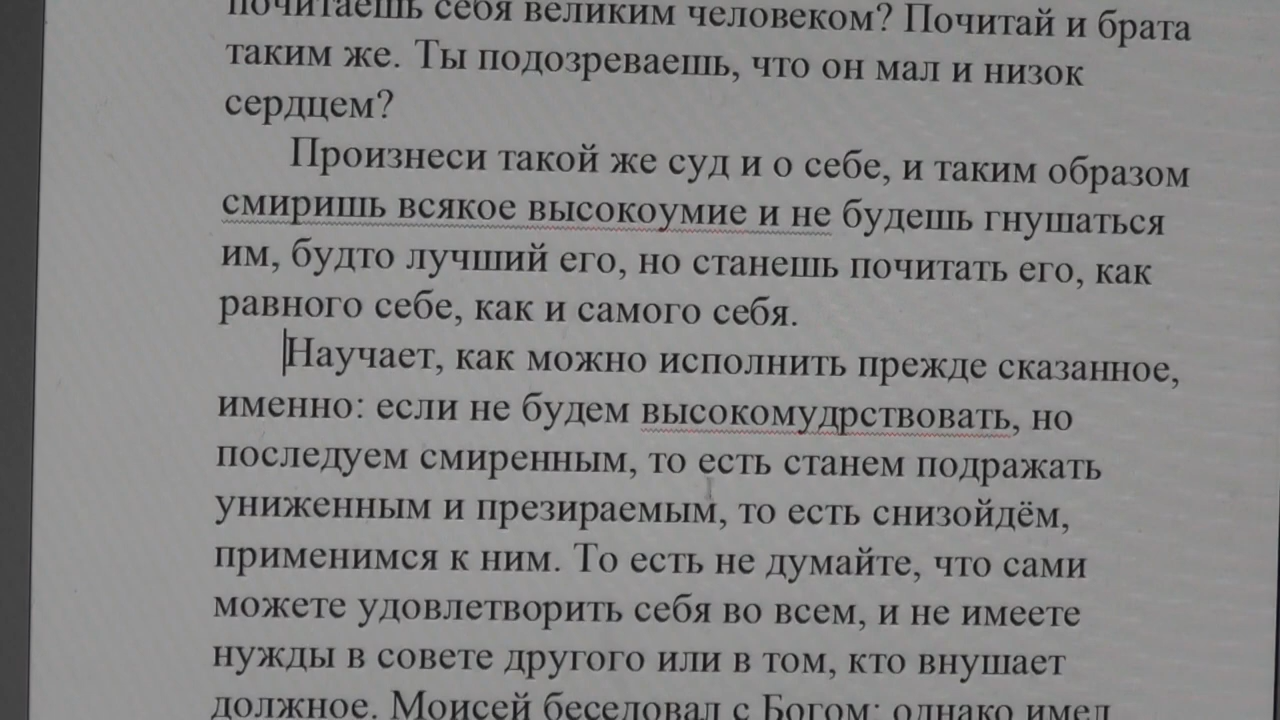 почитаешь себя великим человеком? Почитай и брата
таким же. Ты подозреваешь, что он мал и низок
сердцем?
Произнеси такой же суд и о себе, и таким образом
смиришь всякое высокоумие и не будешь гнушаться
им, будто лучший его, но станешь почитать его, как
равного себе, как и самого себя.
Научает, как можно исполнить прежде сказанное,
именно: если не будем высокомудрствовать, но
последуем смиренным, то есть станем подражать
униженным и презираемым, то есть снизойдём,
применимся к ним. То есть не думайте, что сами
можете удовлетворить себя во всем, и не имеете
нужды в совете другого или в том, кто внушает
должное. Моисей беседовал с Богом; однако имел